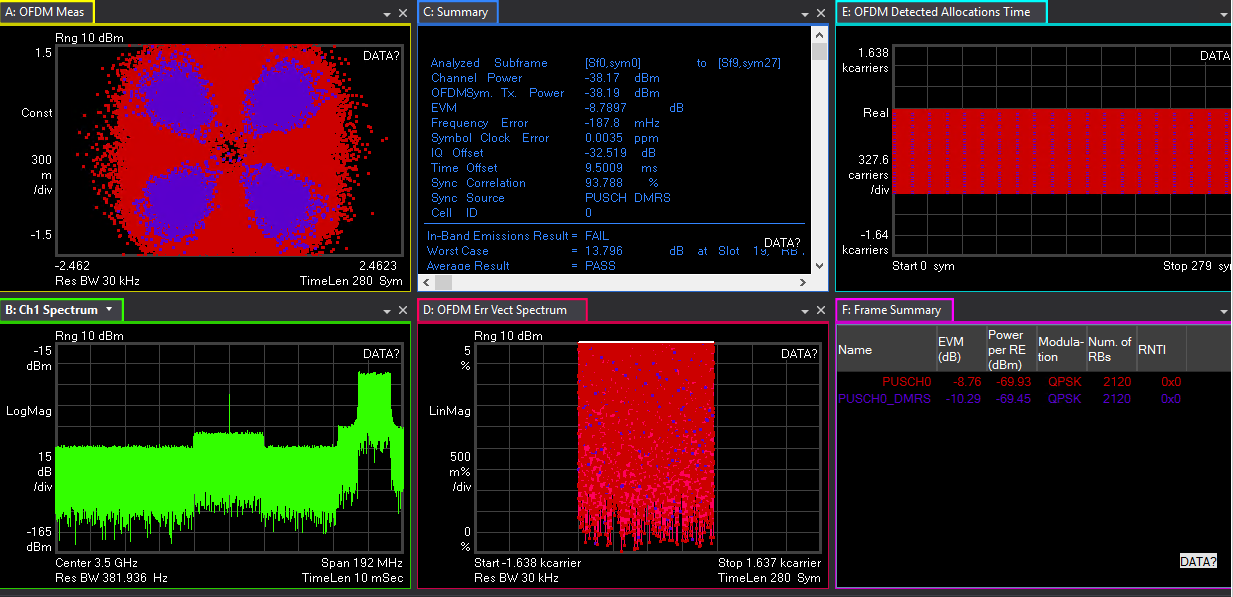 A: OFDM Meas
Rng 10 dBm
1.5
DATA?
Const
300
m
/div
-1.5
-2.462
2.4623
Res BW 30 kHz
TimeLen 280 Sym
C: Summary
Analyzed Subframe [Sf0,sym0] to [Sf9,sym27]
Channel Power -38.17 dBm
OFDMSym. Tx. Power -38.19 dBm
EVM -8.7897 dB
Frequency Error -187.8 mHz
Symbol Clock Error 0.0035 ppm
IQ Offset -32.519 dB
Time Offset 9.5009 ms
Sync Correlation 93.788 %
Sync Source PUSCH DMRS
Cell ID 0
In-Band Emissions Result = FAIL
DATA?
Worst Case = 13.796 dB at Slot 19, RB
Average Result = PASS
E: OFDM Detected Allocations Time
1.638
kcarriers
DATA
Real
327.6
carriers
/div
-1.64
kcarriers
Start 0 sym
Stop 279 sy
B: Ch1 Spectrum
Rng 10 dBm
-15
dBm
DATA?
LogMag
15
dB
/div
-165
dBm
Center 3.5 GHz
Span 192 MHz
Res BW 381.936 Hz
TimeLen 10 mSec
D: OFDM Err Vect Spectrum
Rng 10 dBm
5
%
DATA?
LinMag
500
m%
/div
0
%
Start -1.638 kcarrier
Stop 1.637 kcarrier
Res BW 30 kHz
TimeLen 280 Sym
F: Frame Summary
Name EVM (dB) Power per RE (dBm) Modula-tion Num. of RBs RNTI
PUSCH0 -8.76 -69.93 QPSK 2120 0x0
PUSCH0_DMRS -10.29 -69.45 QPSK 2120 0x0
DATA?